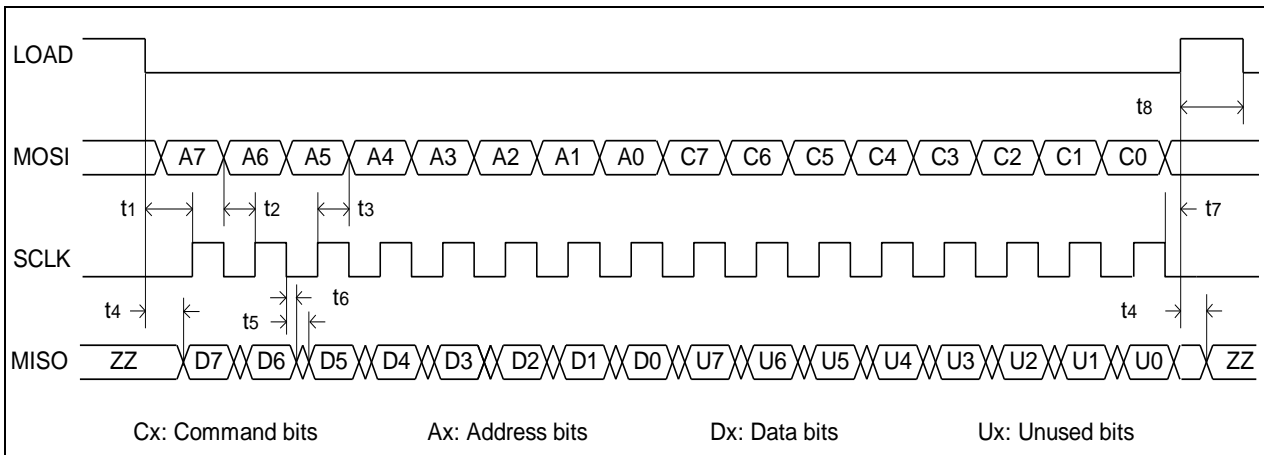 LOAD
t8
MOSI A7 A6 A5 A4 A3 A2 A1 A0 C7 C6 C5 C4 C3 C2 C1 C0
t1 t2 t3 t7
SCLK
t4 t5 t6 t4
MISO ZZ D7 D6 D5 D4 D3 D2 D1 D0 U7 U6 U5 U4 U3 U2 U1 U0 ZZ
Cx: Command bits Ax: Address bits Dx: Data bits Ux: Unused bits